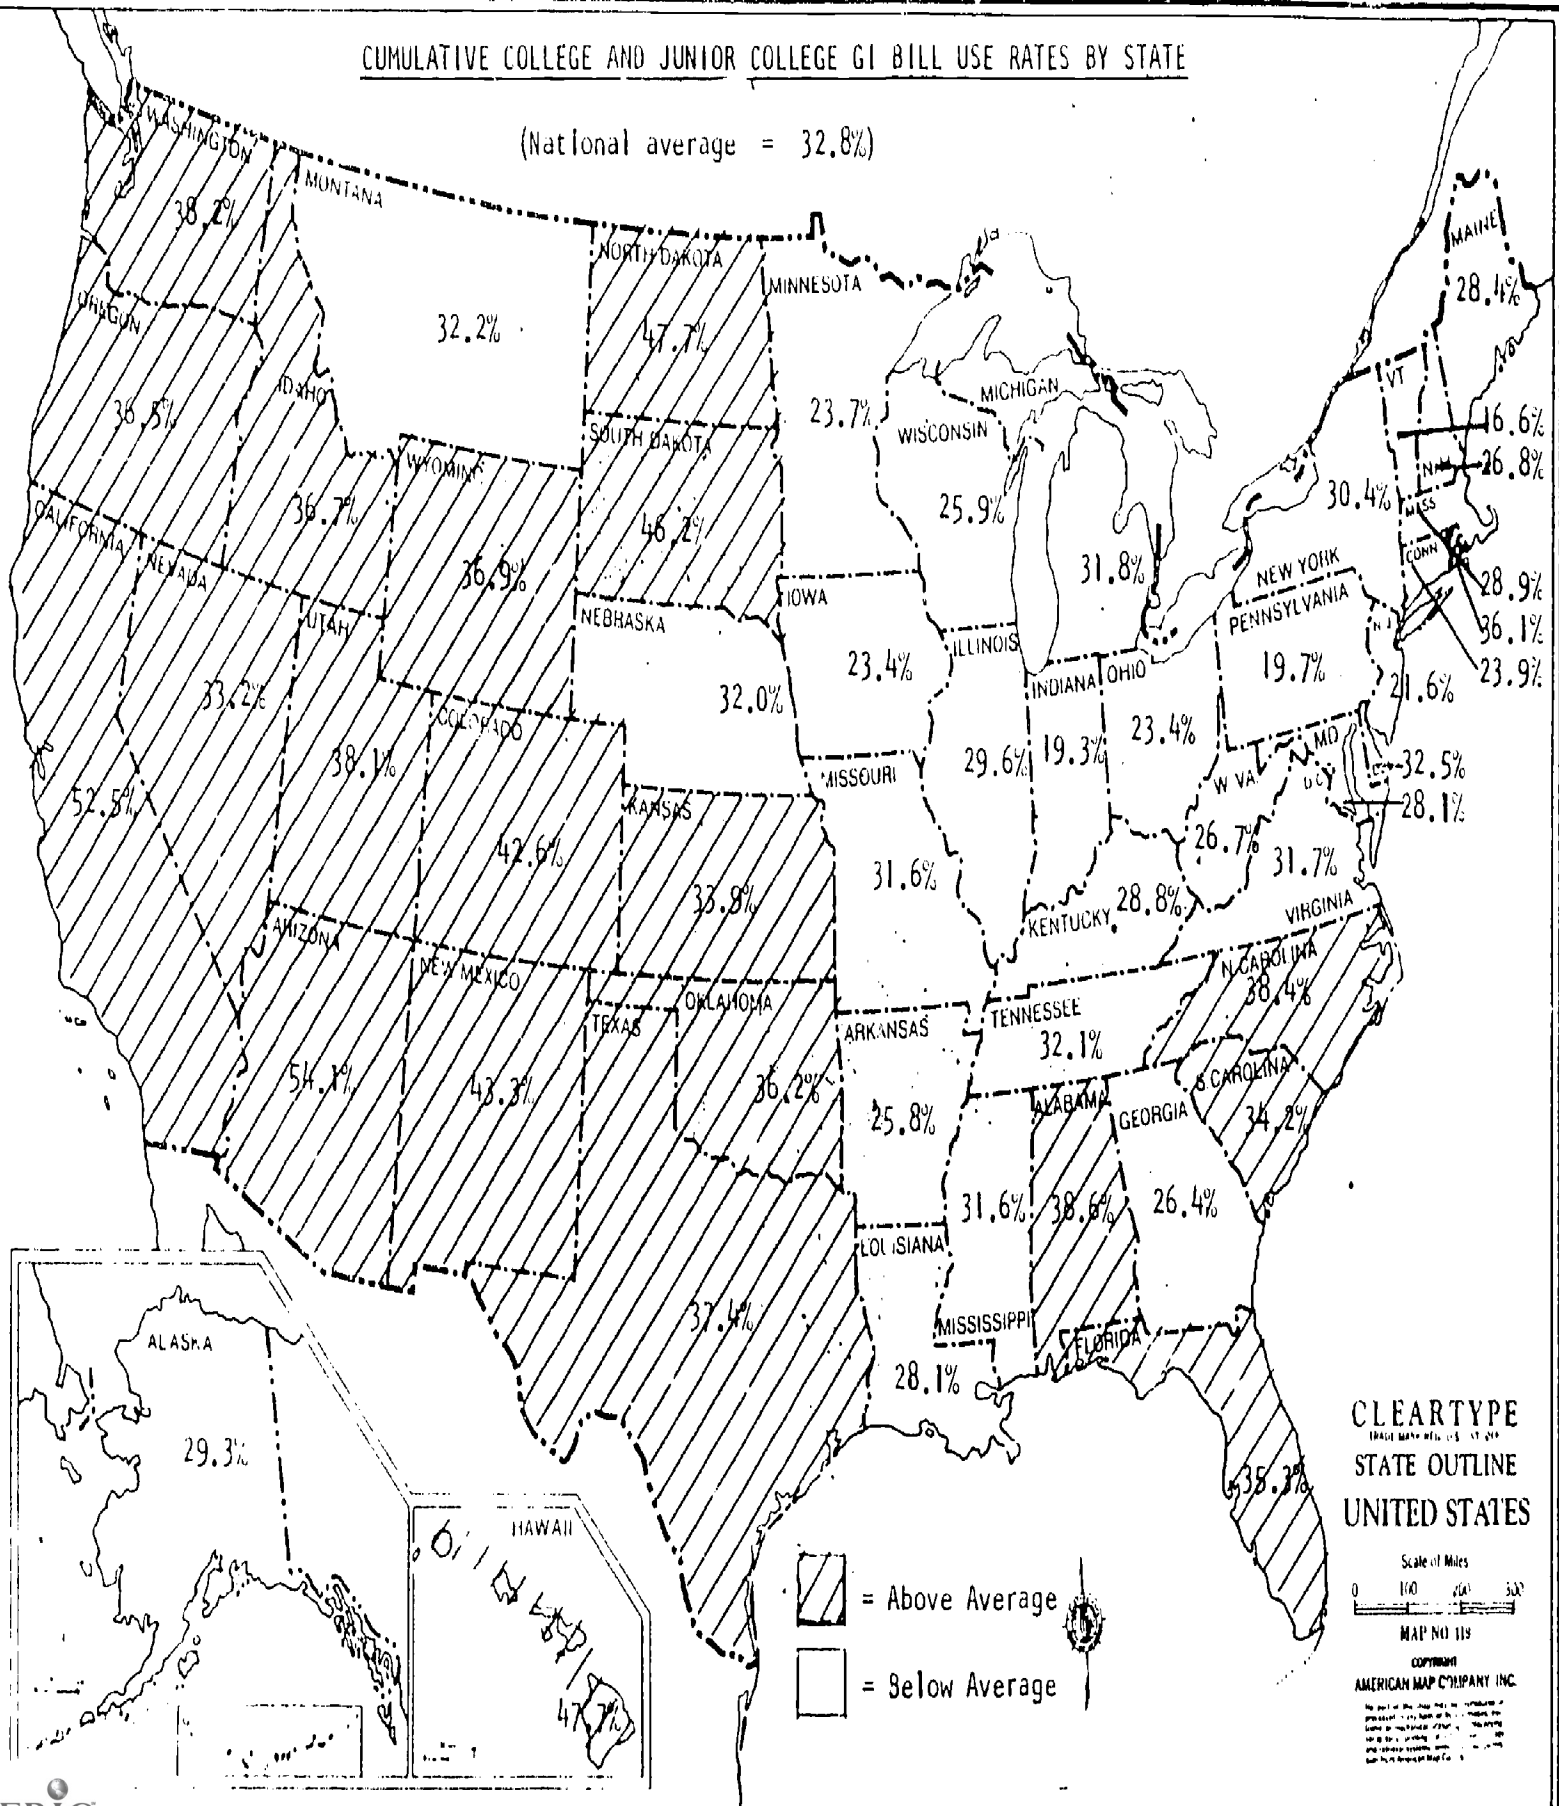 CUMULATIVE COLLEGE AND JUNIOR COLLEGE GI BILL USE RATES BY STATE
(National average = 32.8%)
WASHINGTON
38.2%
MONTANA
32.2%
NORTH DAKOTA
47.7%
MINNESOTA
23.7%
MAINE
28.4%
OREGON
36.5%
IDAHO
36.7%
WYOMING
36.9%
SOUTH DAKOTA
46.2%
WISCONSIN
25.9%
MICHIGAN
31.8%
VT
16.6%
N.H.
26.8%
30.4%
NEW YORK
MASS
CONN
28.9%
36.1%
23.9%
CALIFORNIA
52.5%
NEVADA
33.2%
UTAH
38.1%
COLORADO
42.6%
NEBRASKA
32.0%
IOWA
23.4%
ILLINOIS
29.6%
INDIANA
19.3%
OHIO
23.4%
PENNSYLVANIA
19.7%
N.J.
21.6%
MD
32.5%
28.1%
W VA.
26.7%
31.7%
VIRGINIA
KANSAS
33.9%
MISSOURI
31.6%
KENTUCKY
28.8%
ARIZONA
54.1%
NEW MEXICO
43.3%
TEXAS
37.4%
OKLAHOMA
36.2%
ARKANSAS
25.8%
TENNESSEE
32.1%
N.CAROLINA
38.4%
S.CAROLINA
34.2%
ALABAMA
38.6%
GEORGIA
26.4%
31.6%
MISSISSIPPI
LOUISIANA
28.1%
FLORIDA
35.3%
ALASKA
29.3%
HAWAII
47.7%
= Above Average
= Below Average
CLEARTYPE
STATE OUTLINE
UNITED STATES
Scale of Miles
0 100 200 300
MAP NO 119
COPYRIGHT
AMERICAN MAP COMPANY INC.